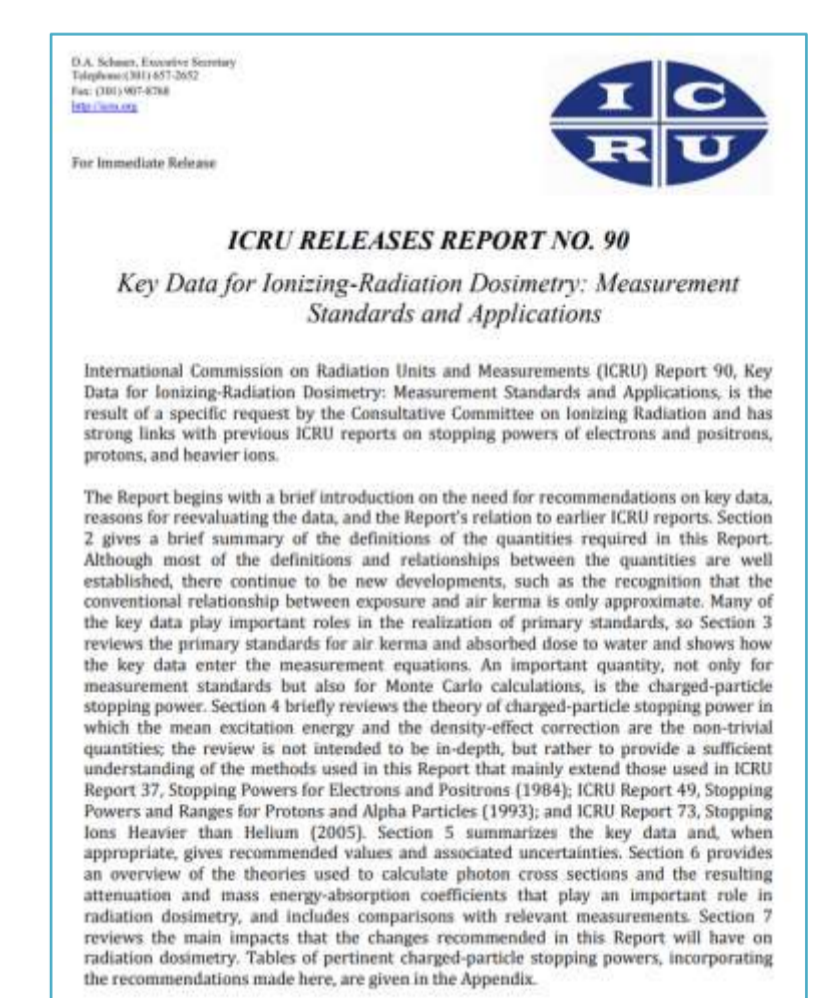 D.A. Schauer, Executive Secretary
Telephone:(301) 657-2652
Fax: (301) 907-8768
http://icru.org
I C
R U
For Immediate Release
ICRU RELEASES REPORT NO. 90
Key Data for Ionizing-Radiation Dosimetry: Measurement
Standards and Applications
International Commission on Radiation Units and Measurements (ICRU) Report 90, Key
Data for Ionizing-Radiation Dosimetry: Measurement Standards and Applications, is the
result of a specific request by the Consultative Committee on Ionizing Radiation and has
strong links with previous ICRU reports on stopping powers of electrons and positrons,
protons, and heavier ions.
The Report begins with a brief introduction on the need for recommendations on key data,
reasons for reevaluating the data, and the Report's relation to earlier ICRU reports. Section
2 gives a brief summary of the definitions of the quantities required in this Report.
Although most of the definitions and relationships between the quantities are well
established, there continue to be new developments, such as the recognition that the
conventional relationship between exposure and air kerma is only approximate. Many of
the key data play important roles in the realization of primary standards, so Section 3
reviews the primary standards for air kerma and absorbed dose to water and shows how
the key data enter the measurement equations. An important quantity, not only for
measurement standards but also for Monte Carlo calculations, is the charged-particle
stopping power. Section 4 briefly reviews the theory of charged-particle stopping power in
which the mean excitation energy and the density-effect correction are the non-trivial
quantities; the review is not intended to be in-depth, but rather to provide a sufficient
understanding of the methods used in this Report that mainly extend those used in ICRU
Report 37, Stopping Powers for Electrons and Positrons (1984); ICRU Report 49, Stopping
Powers and Ranges for Protons and Alpha Particles (1993); and ICRU Report 73, Stopping
Ions Heavier than Helium (2005). Section 5 summarizes the key data and, when
appropriate, gives recommended values and associated uncertainties. Section 6 provides
an overview of the theories used to calculate photon cross sections and the resulting
attenuation and mass energy-absorption coefficients that play an important role in
radiation dosimetry, and includes comparisons with relevant measurements. Section 7
reviews the main impacts that the changes recommended in this Report will have on
radiation dosimetry. Tables of pertinent charged-particle stopping powers, incorporating
the recommendations made here, are given in the Appendix.